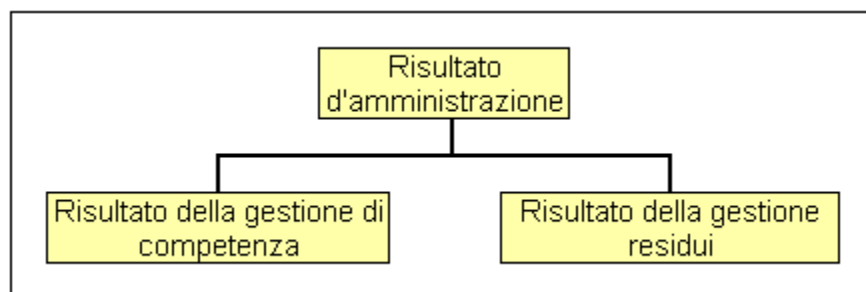 Risultato
d'amministrazione
Risultato della gestione di
competenza
Risultato della gestione
residui